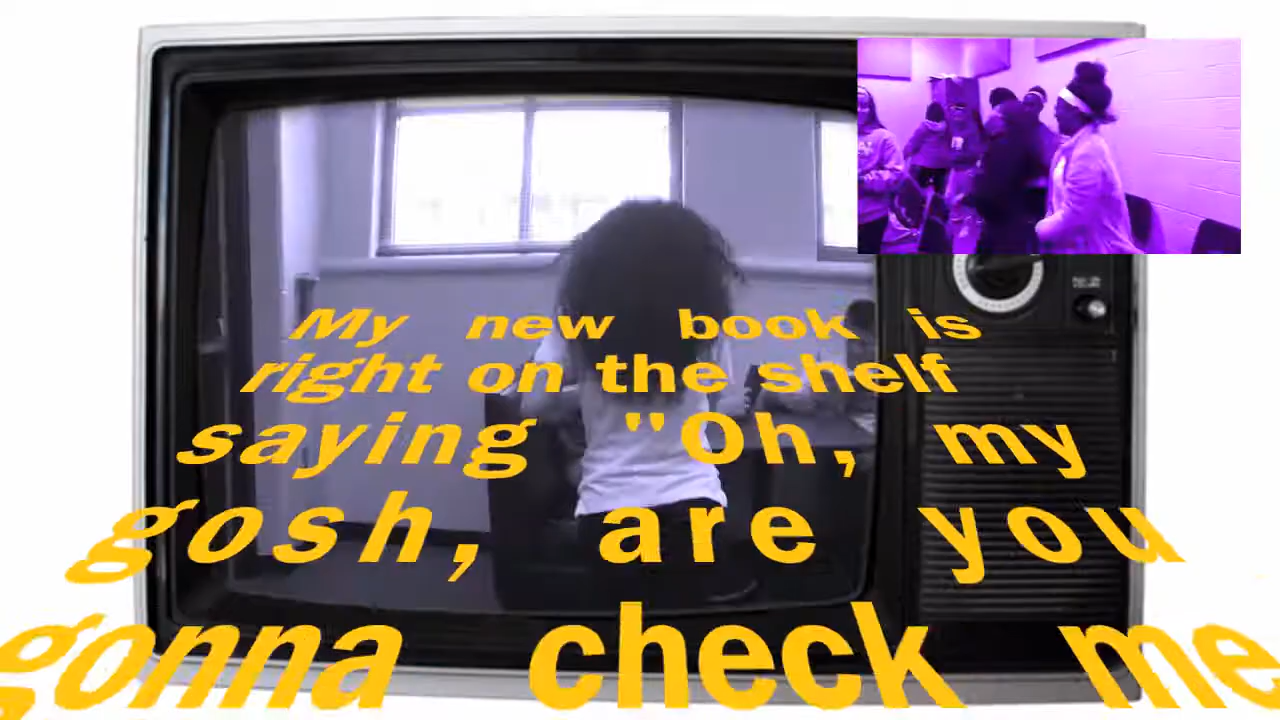 My new book is
right on the shelf
saying "Oh, my
gosh, are you
gonna check me